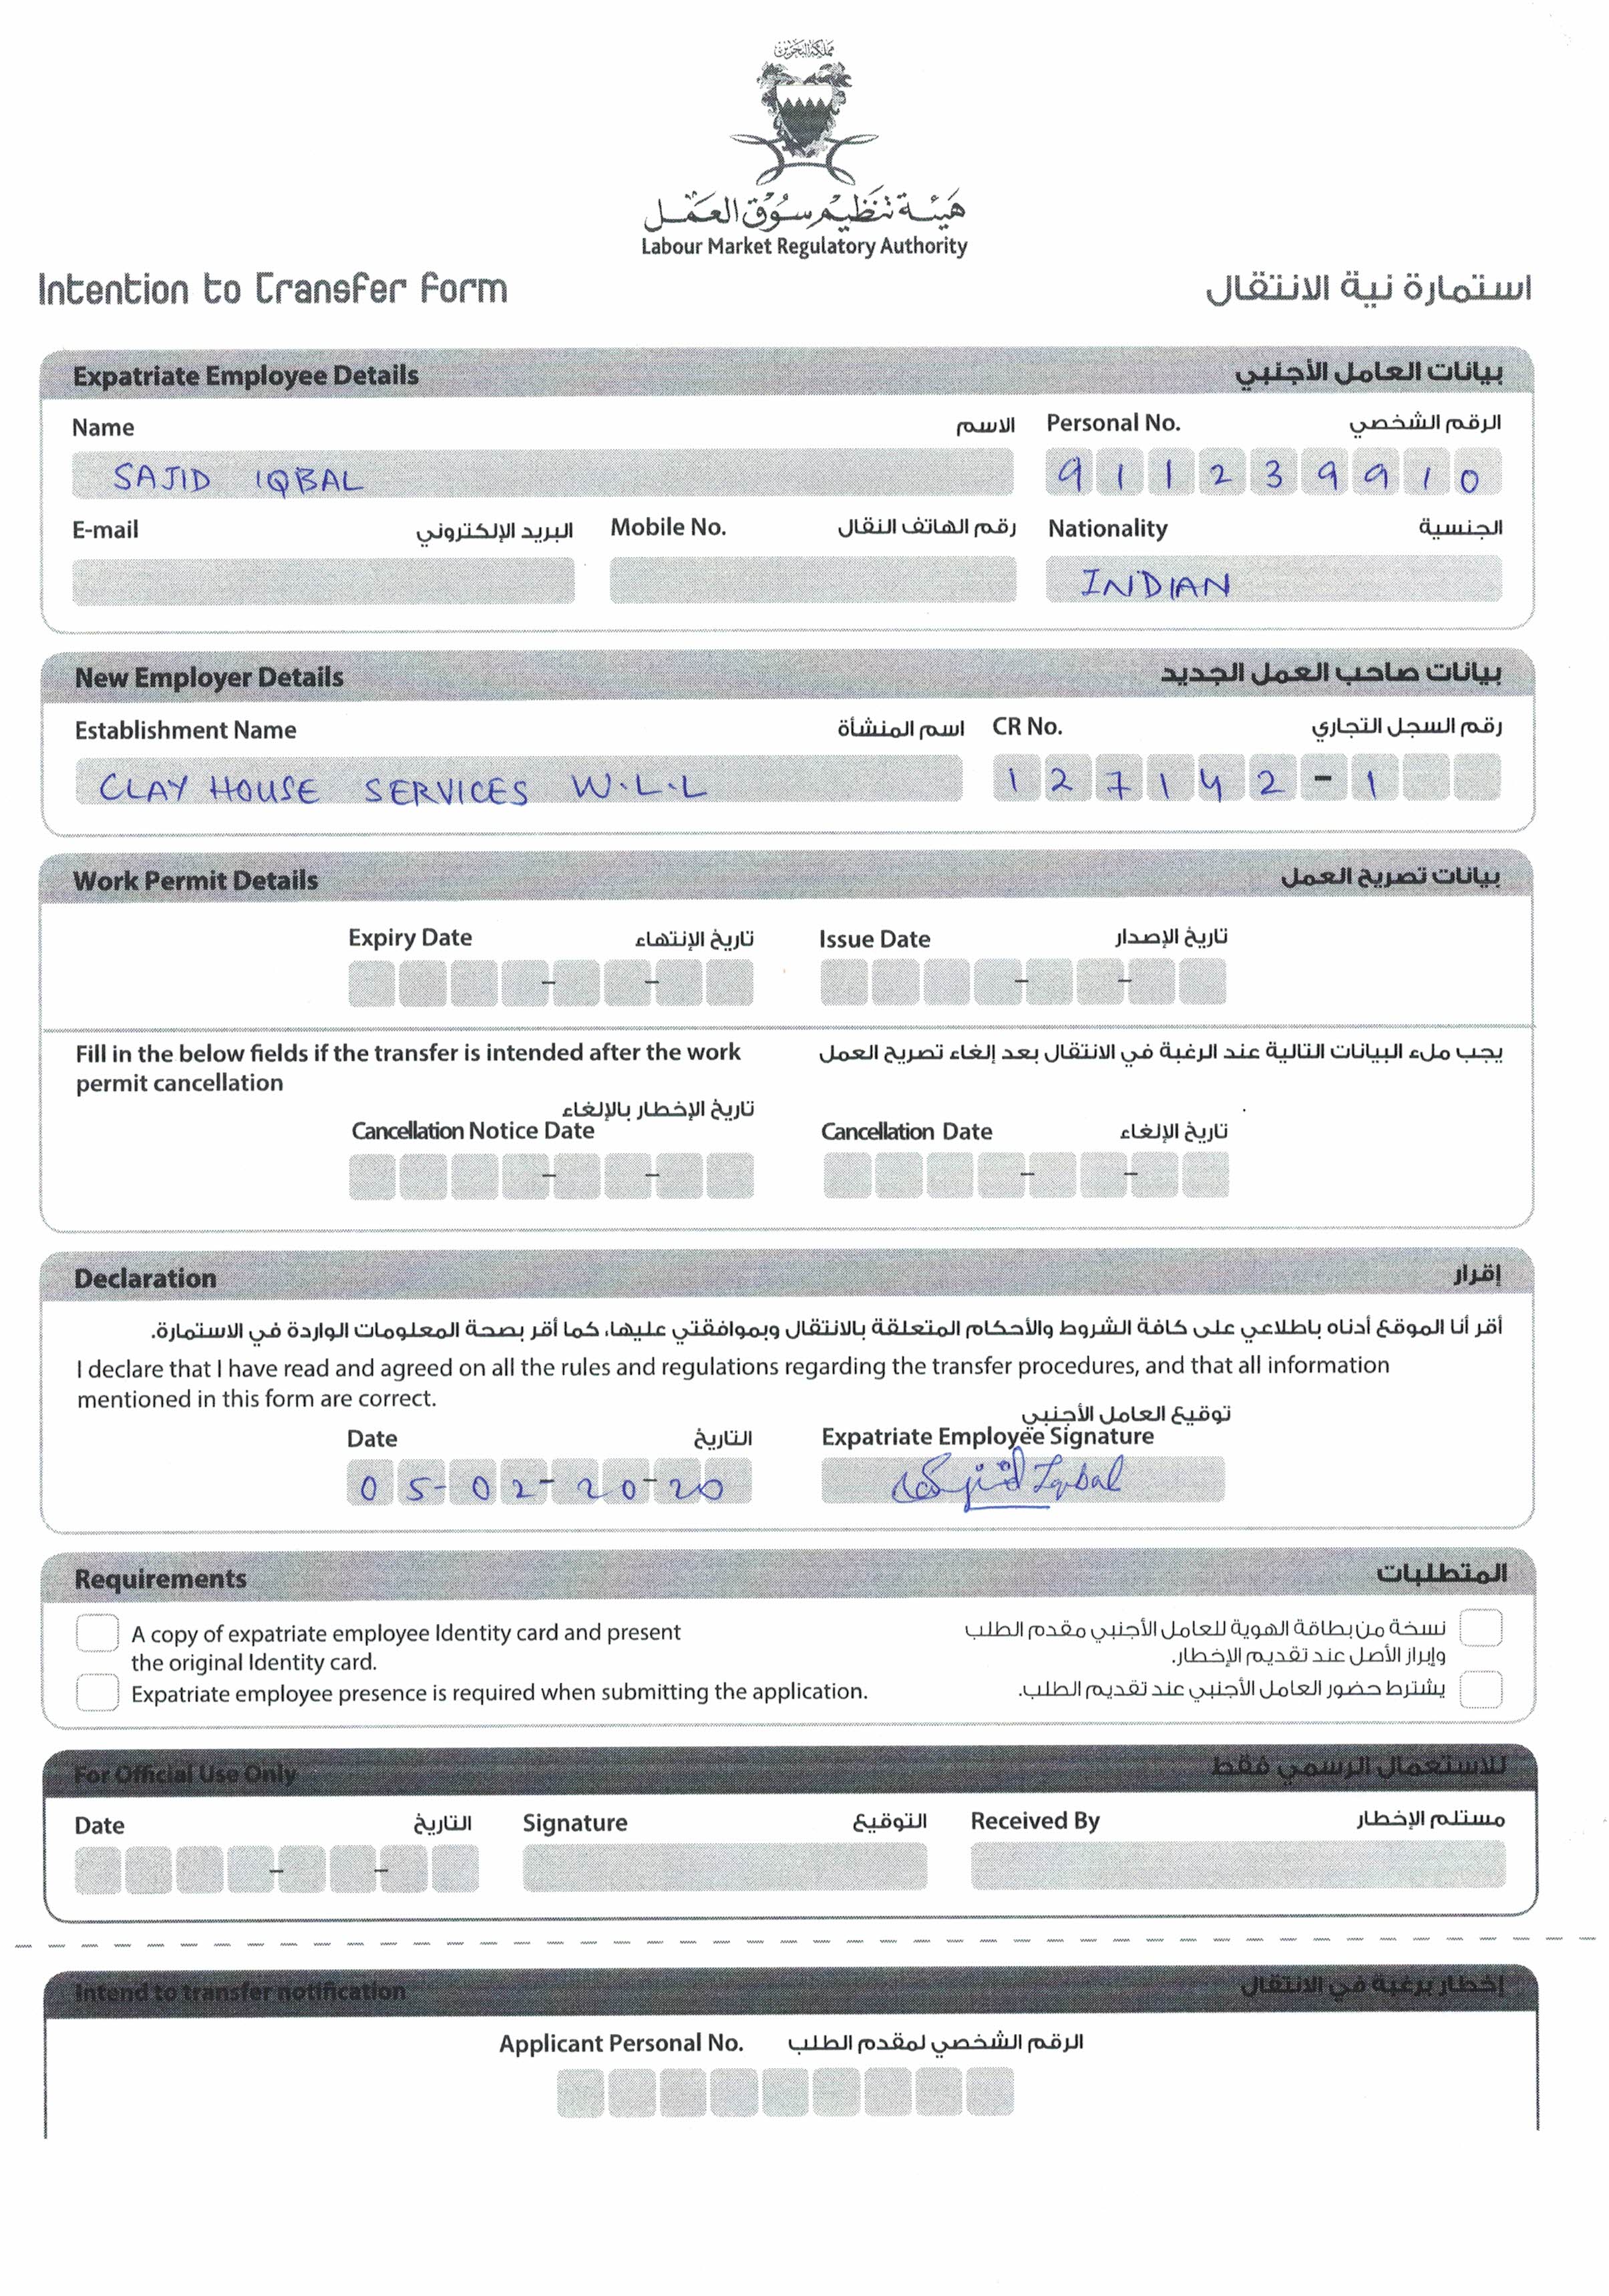 مملكة البحرين
هيئة تنظيم سوق العمل
Labour Market Regulatory Authority
Intention to Transfer Form استمارة نية الانتقال
Expatriate Employee Details بيانات العامل الأجنبي
Name الاسم Personal No. الرقم الشخصي
SAJID IQBAL 9 1 1 2 3 9 9 1 0
E-mail البريد الإلكتروني Mobile No. رقم الهاتف النقال Nationality الجنسية
INDIAN
New Employer Details بيانات صاحب العمل الجديد
Establishment Name اسم المنشأة CR No. رقم السجل التجاري
CLAY HOUSE SERVICES W.L.L 1 2 7 1 4 2 - 1
Work Permit Details بيانات تصريح العمل
Expiry Date تاريخ الإنتهاء Issue Date تاريخ الإصدار
- - - -
Fill in the below fields if the transfer is intended after the work يجب ملء البيانات التالية عند الرغبة في الانتقال بعد إلغاء تصريح العمل
permit cancellation
تاريخ الإخطار بالإلغاء
Cancellation Notice Date Cancellation Date تاريخ الإلغاء
- - - -
Declaration إقرار
أقر أنا الموقع أدناه باطلاعي على كافة الشروط والأحكام المتعلقة بالانتقال وبموافقتي عليها، كما أقر بصحة المعلومات الواردة في الاستمارة.
I declare that I have read and agreed on all the rules and regulations regarding the transfer procedures, and that all information
mentioned in this form are correct.
توقيع العامل الأجنبي
Date التاريخ Expatriate Employee Signature
0 5 - 0 2 - 2 0 - 2 0 Sajid Iqbal
Requirements المتطلبات
A copy of expatriate employee Identity card and present نسخة من بطاقة الهوية للعامل الأجنبي مقدم الطلب
the original Identity card. وإبراز الأصل عند تقديم الإخطار.
Expatriate employee presence is required when submitting the application. يشترط حضور العامل الأجنبي عند تقديم الطلب.
For Official Use Only للاستعمال الرسمي فقط
Date التاريخ Signature التوقيع Received By مستلم الإخطار
- -
Intend to transfer notification إخطار برغبة في الانتقال
Applicant Personal No. الرقم الشخصي لمقدم الطلب